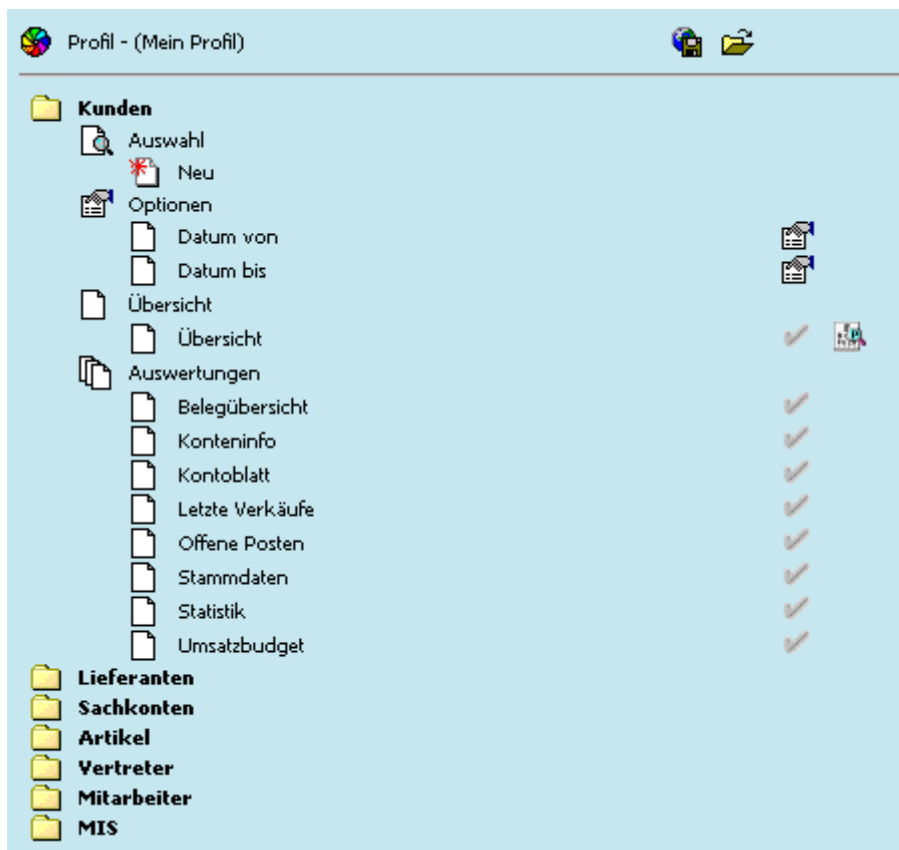 Profil - (Mein Profil)
Kunden
Auswahl
Neu
Optionen
Datum von
Datum bis
Übersicht
Übersicht
Auswertungen
Belegübersicht
Konteninfo
Kontoblatt
Letzte Verkäufe
Offene Posten
Stammdaten
Statistik
Umsatzbudget
Lieferanten
Sachkonten
Artikel
Vertreter
Mitarbeiter
MIS